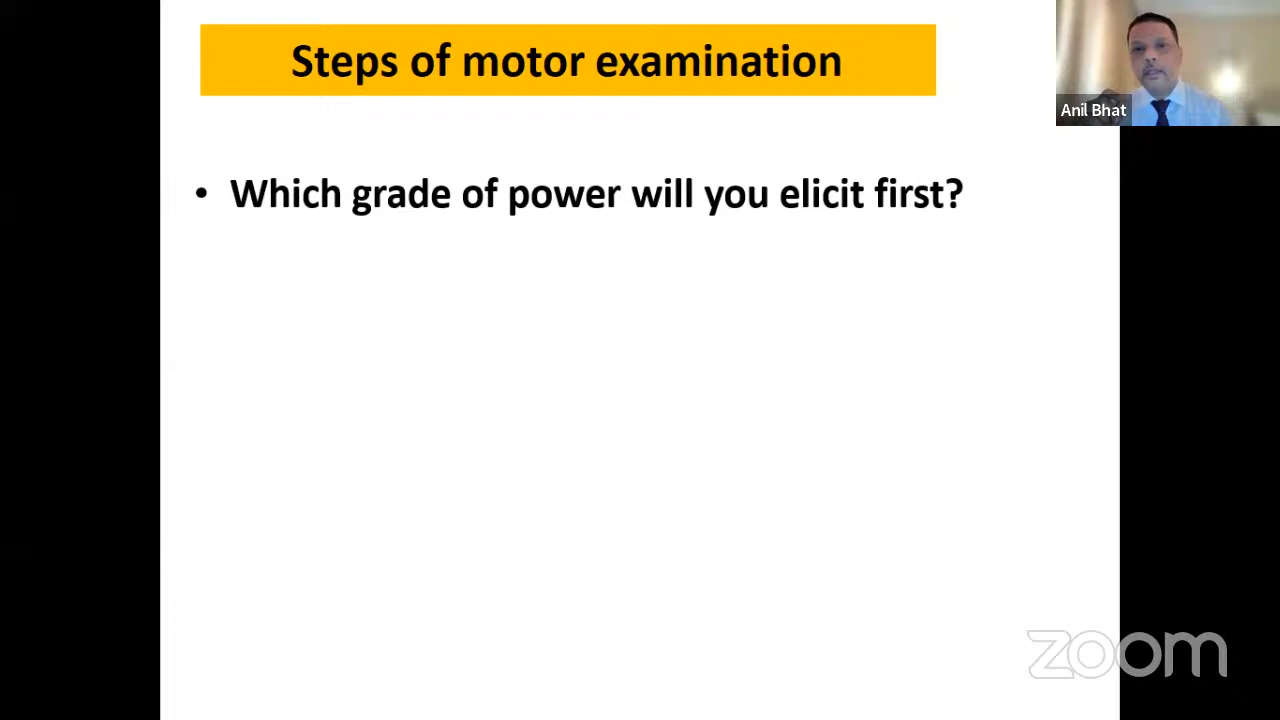 Steps of motor examination
Anil Bhat
• Which grade of power will you elicit first?
zoom